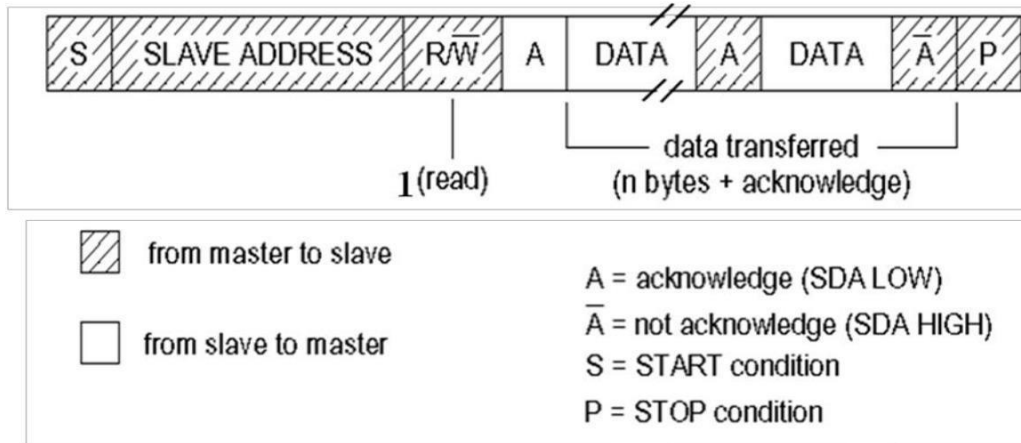 S SLAVE ADDRESS R/W̅ A DATA A DATA A̅ P
data transferred
1 (read) (n bytes + acknowledge)
from master to slave
from slave to master
A = acknowledge (SDA LOW)
A̅ = not acknowledge (SDA HIGH)
S = START condition
P = STOP condition